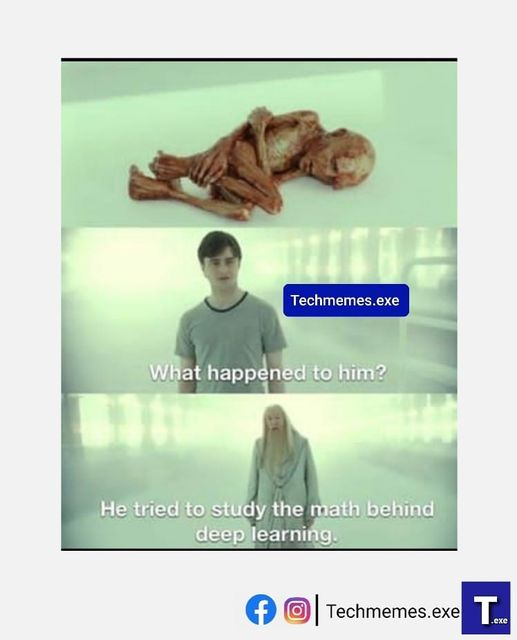 Techmemes.exe
What happened to him?
He tried to study the math behind
deep learning.
Techmemes.exe
T.exe